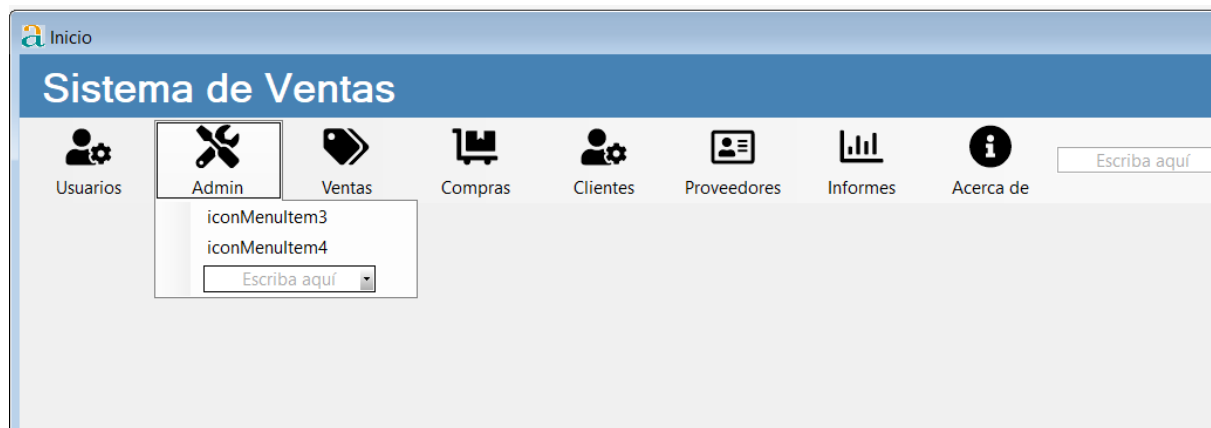 Inicio
Sistema de Ventas
Usuarios Admin Ventas Compras Clientes Proveedores Informes Acerca de Escriba aquí
iconMenuItem3
iconMenuItem4
Escriba aquí